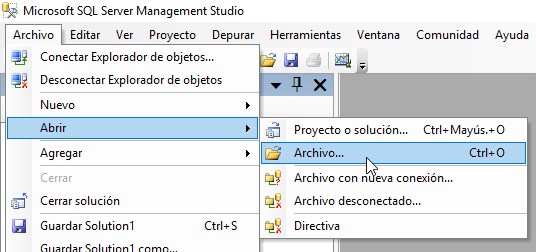 Microsoft SQL Server Management Studio
Archivo Editar Ver Proyecto Depurar Herramientas Ventana Comunidad Ayuda
Conectar Explorador de objetos...
Desconectar Explorador de objetos
Nuevo
Abrir
Proyecto o solución... Ctrl+Mayús.+O
Agregar
Archivo... Ctrl+O
Cerrar
Archivo con nueva conexión...
Cerrar solución
Archivo desconectado...
Guardar Solution1 Ctrl+S
Directiva
Guardar Solution1 como...